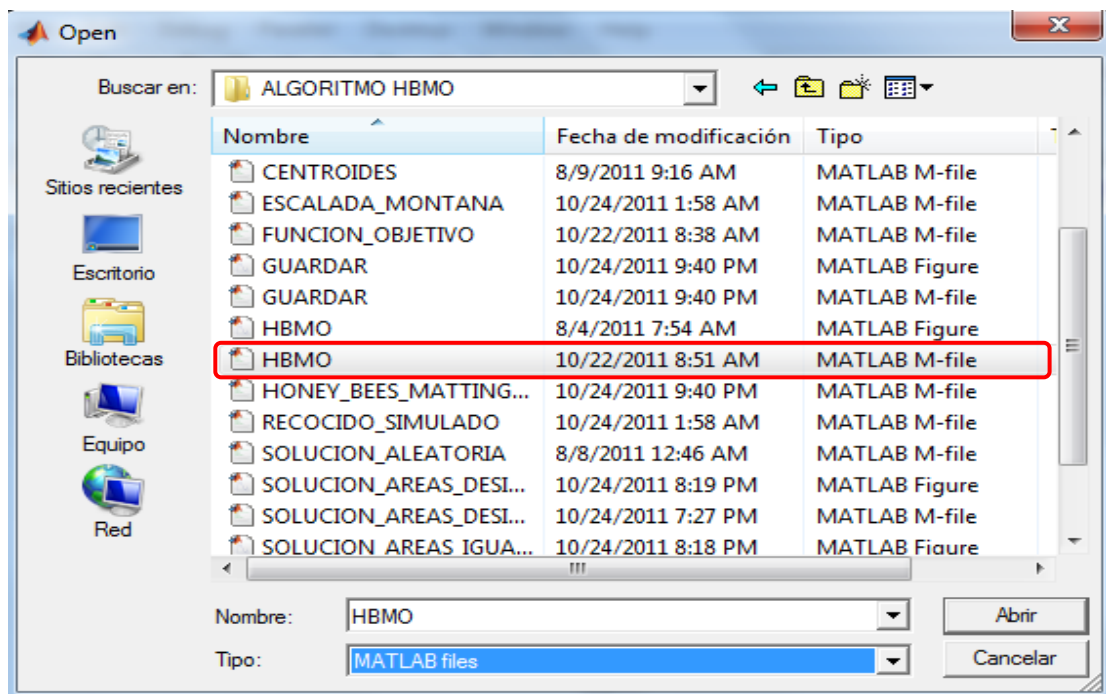 Open
Buscar en: ALGORITMO HBMO
Nombre Fecha de modificación Tipo
CENTROIDES 8/9/2011 9:16 AM MATLAB M-file
ESCALADA_MONTANA 10/24/2011 1:58 AM MATLAB M-file
FUNCION_OBJETIVO 10/22/2011 8:38 AM MATLAB M-file
GUARDAR 10/24/2011 9:40 PM MATLAB Figure
GUARDAR 10/24/2011 9:40 PM MATLAB M-file
HBMO 8/4/2011 7:54 AM MATLAB Figure
HBMO 10/22/2011 8:51 AM MATLAB M-file
HONEY_BEES_MATTING... 10/24/2011 9:40 PM MATLAB M-file
RECOCIDO_SIMULADO 10/24/2011 1:58 AM MATLAB M-file
SOLUCION_ALEATORIA 8/8/2011 12:46 AM MATLAB M-file
SOLUCION_AREAS_DESI... 10/24/2011 8:19 PM MATLAB Figure
SOLUCION_AREAS_DESI... 10/24/2011 7:27 PM MATLAB M-file
SOLUCION_AREAS_IGUA... 10/24/2011 8:18 PM MATLAB Figure
Sitios recientes
Escritorio
Bibliotecas
Equipo
Red
Nombre: HBMO Abrir
Tipo: MATLAB files Cancelar